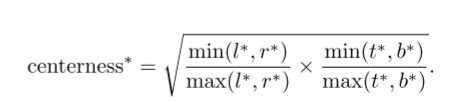 centerness* = √( min(l*, r*) / max(l*, r*) × min(t*, b*) / max(t*, b*) ).